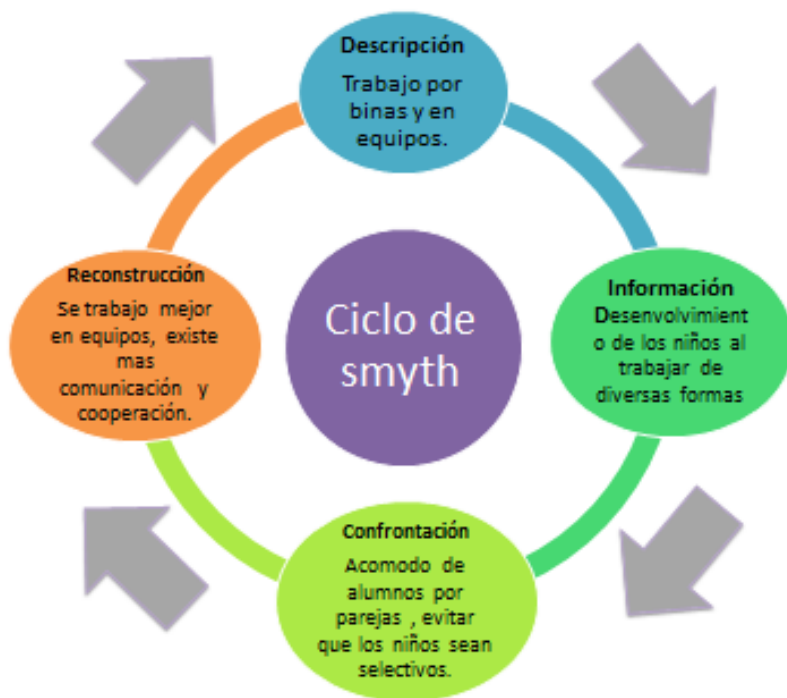 Descripción
Trabajo por
binas y en
equipos.
Reconstrucción
Se trabajo mejor
en equipos, existe
mas
comunicación y
cooperación.
Ciclo de
smyth
Información
Desenvolvimient
o de los niños al
trabajar de
diversas formas
Confrontación
Acomodo de
alumnos por
parejas , evitar
que los niños sean
selectivos.